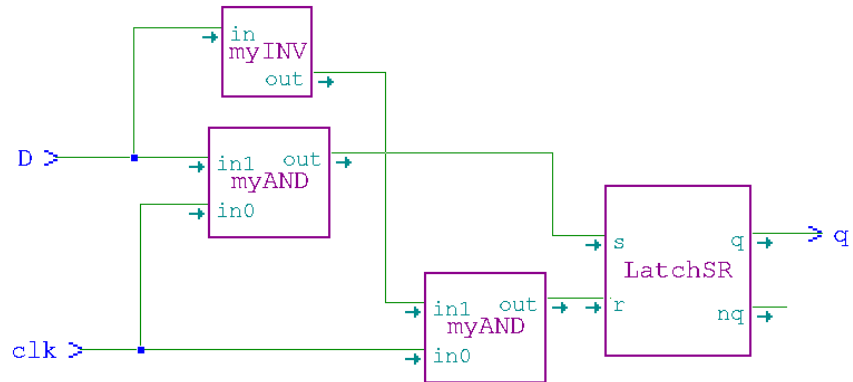 in
myINV
out
D
in1 out
myAND
in0
s q
LatchSR
r
nq
q
in1 out
myAND
in0
clk